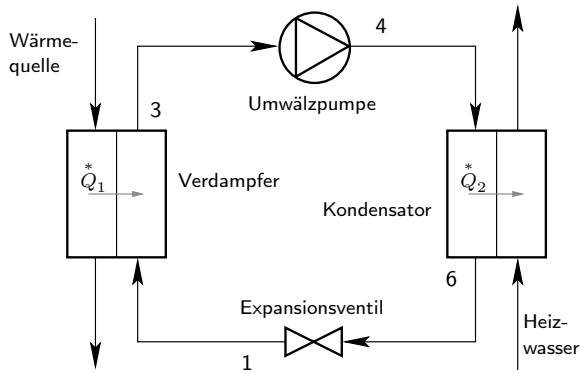 Wärme-
quelle
4
3
Umwälzpumpe
Q̇*1
Verdampfer
Q̇*2
Kondensator
6
Expansionsventil
Heiz-
wasser
1